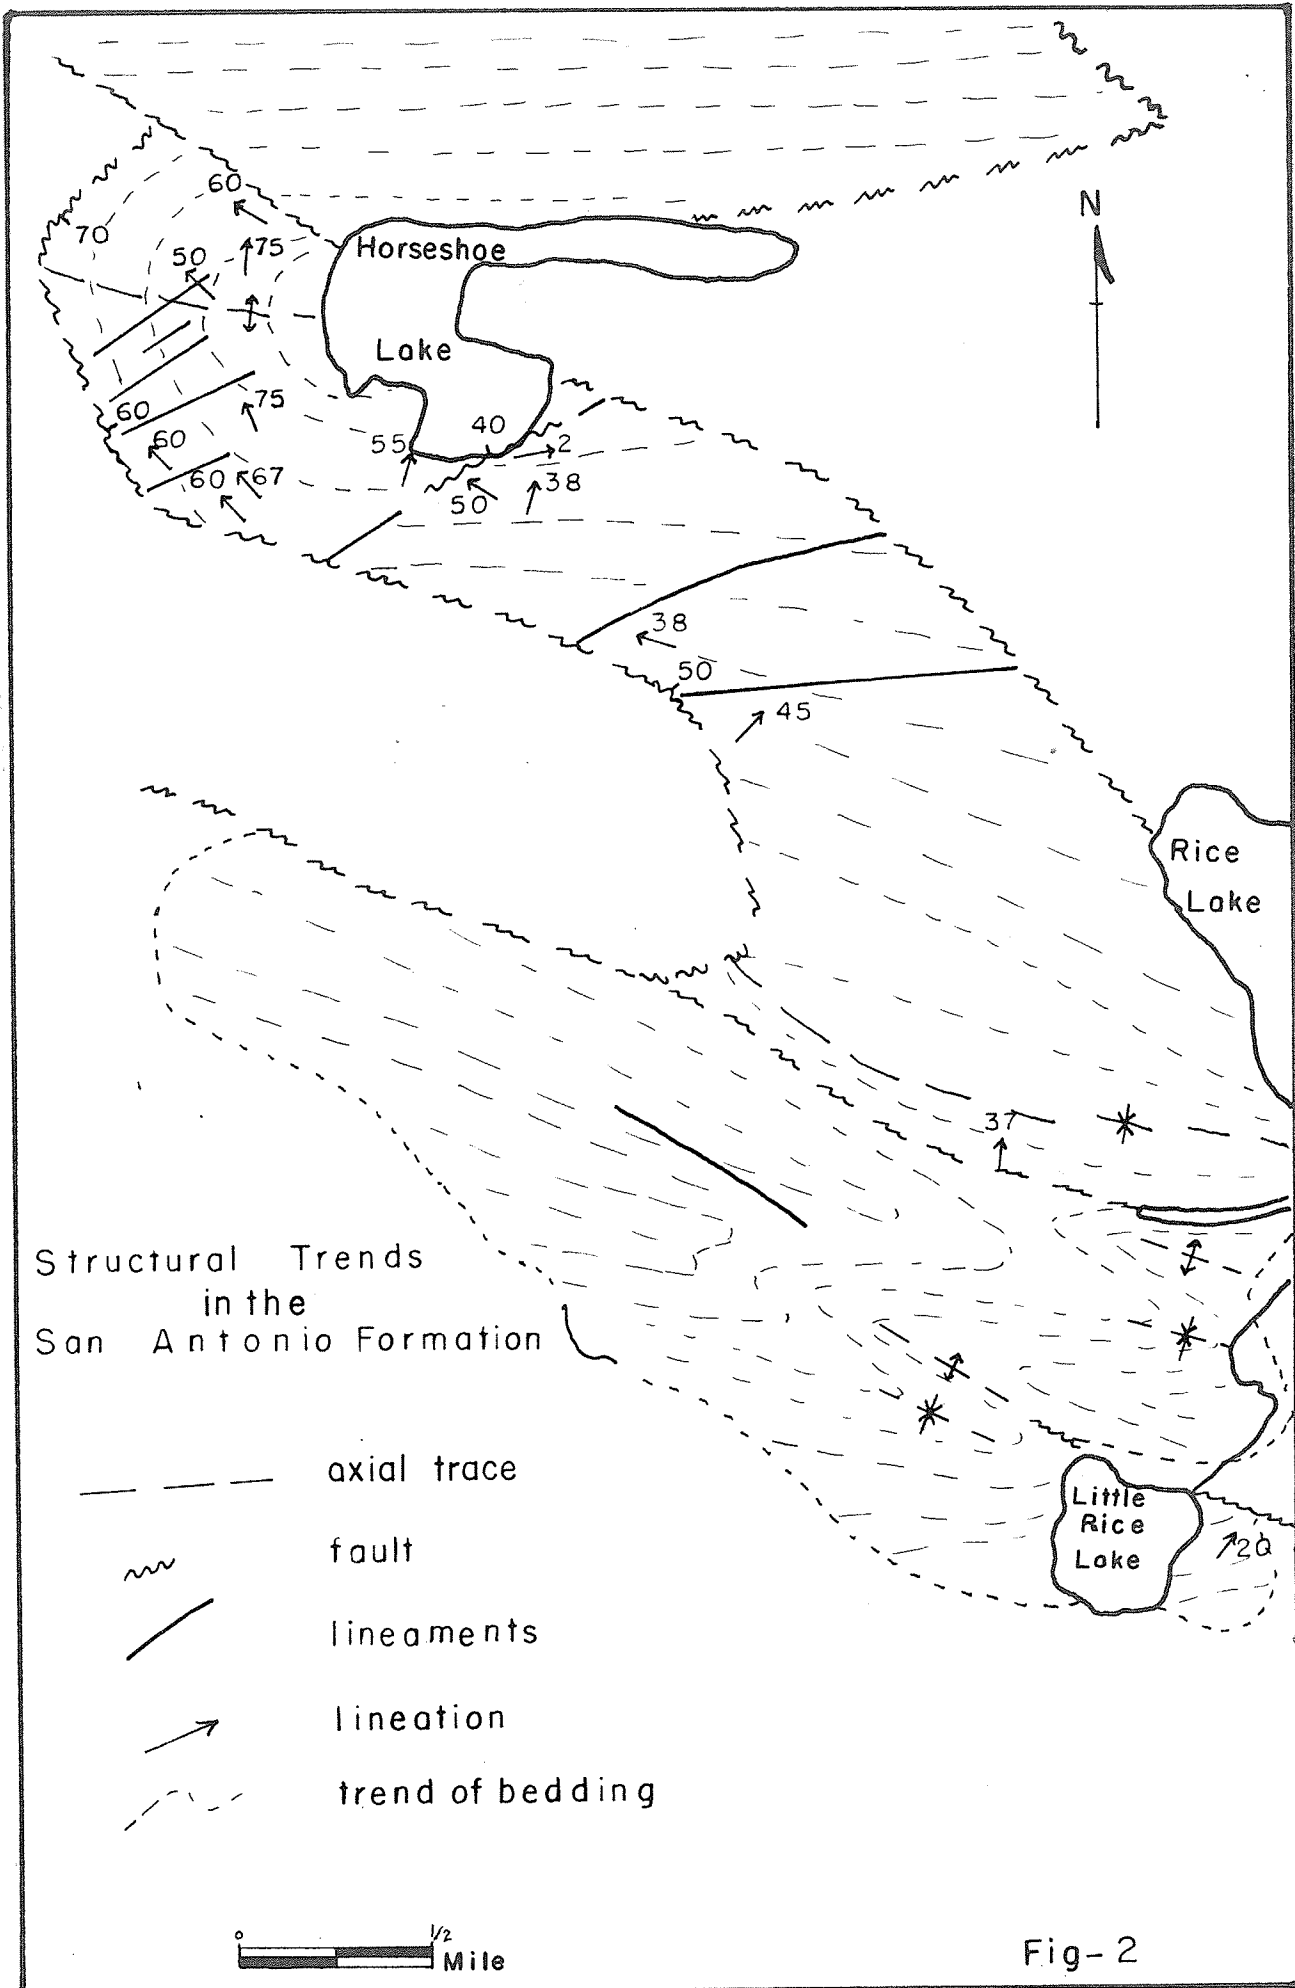 60
N
70
50
75
Horseshoe
Lake
60
75
60
40
55
2
60
67
50
38
38
50
45
Rice
Lake
37
Structural Trends
in the
San Antonio Formation
axial trace
Little
Rice
Lake
fault
lineaments
lineation
trend of bedding
0
1/2
Mile
Fig-2